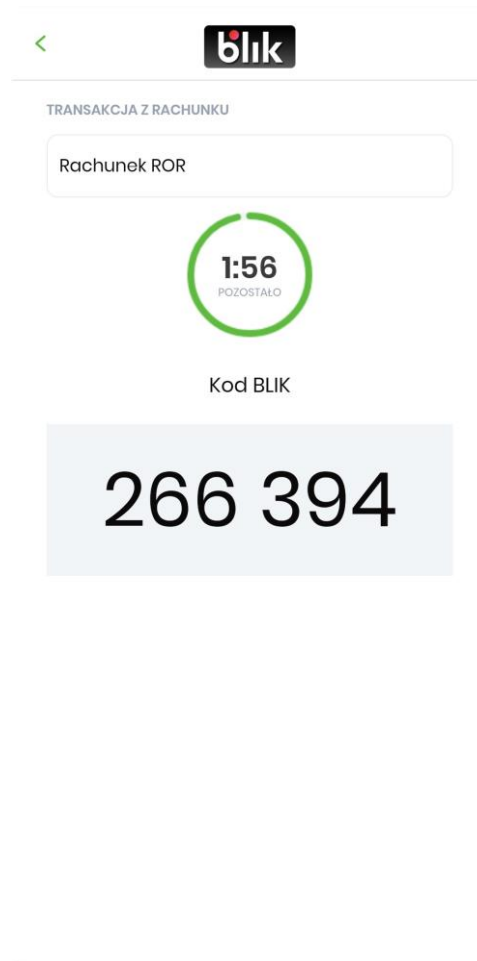 blik
TRANSAKCJA Z RACHUNKU
Rachunek ROR
1:56
POZOSTAŁO
Kod BLIK
266 394